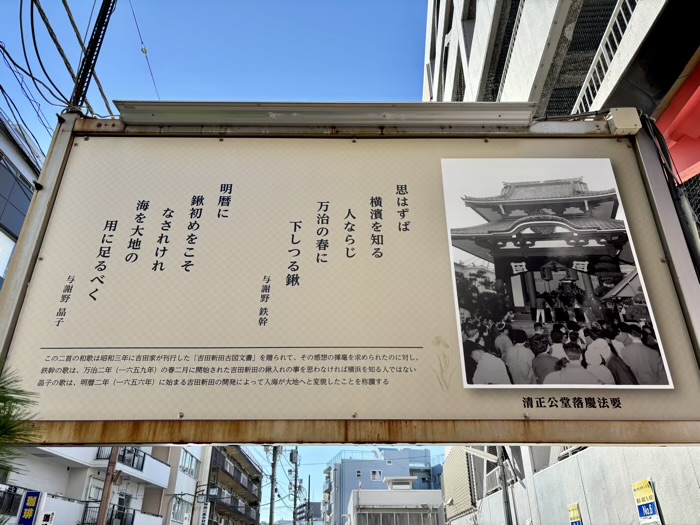 思はずば
横濱を知る
人ならじ
万治の春に
下しつる鍬
与謝野 鉄幹
明暦に
鍬初めをこそ
なされけれ
海を大地の
用に足るべく
与謝野 晶子
この二首の和歌は昭和三年に吉田家が刊行した「吉田新田古図文書」を贈られて、その感想の揮毫を求められたのに対し、
鉄幹の歌は、万治二年（一六五九年）の春二月に開始された吉田新田の鍬入れの事を思わなければ横浜を知る人ではない
晶子の歌は、明暦二年（一六五六年）に始まる吉田新田の開発によって入海が大地へと変貌したことを称讃する
清正公堂落慶法要